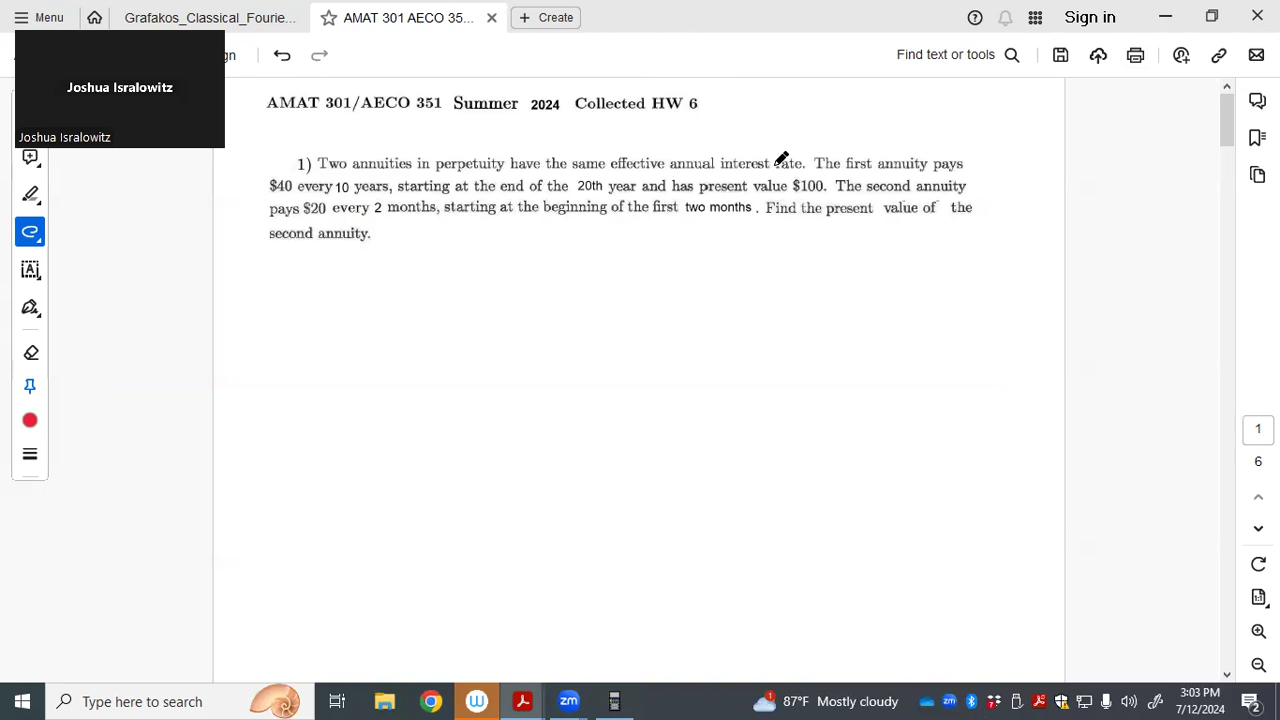 Menu
Grafakos_Classical_Fourie...
AMAT 301 AECO 35...
Create
Sign in
Joshua Isralowitz
Joshua Isralowitz
gn
Find text or tools
AMAT 301/AECO 351 Summer 2024 Collected HW 6
1) Two annuities in perpetuity have the same effective annual interest rate. The first annuity pays
$40 every 10 years, starting at the end of the 20th year and has present value $100. The second annuity
pays $20 every 2 months, starting at the beginning of the first two months . Find the present value of the
second annuity.
1
6
Type here to search
zm
zm
1
87°F Mostly cloudy
3:03 PM
7/12/2024
2